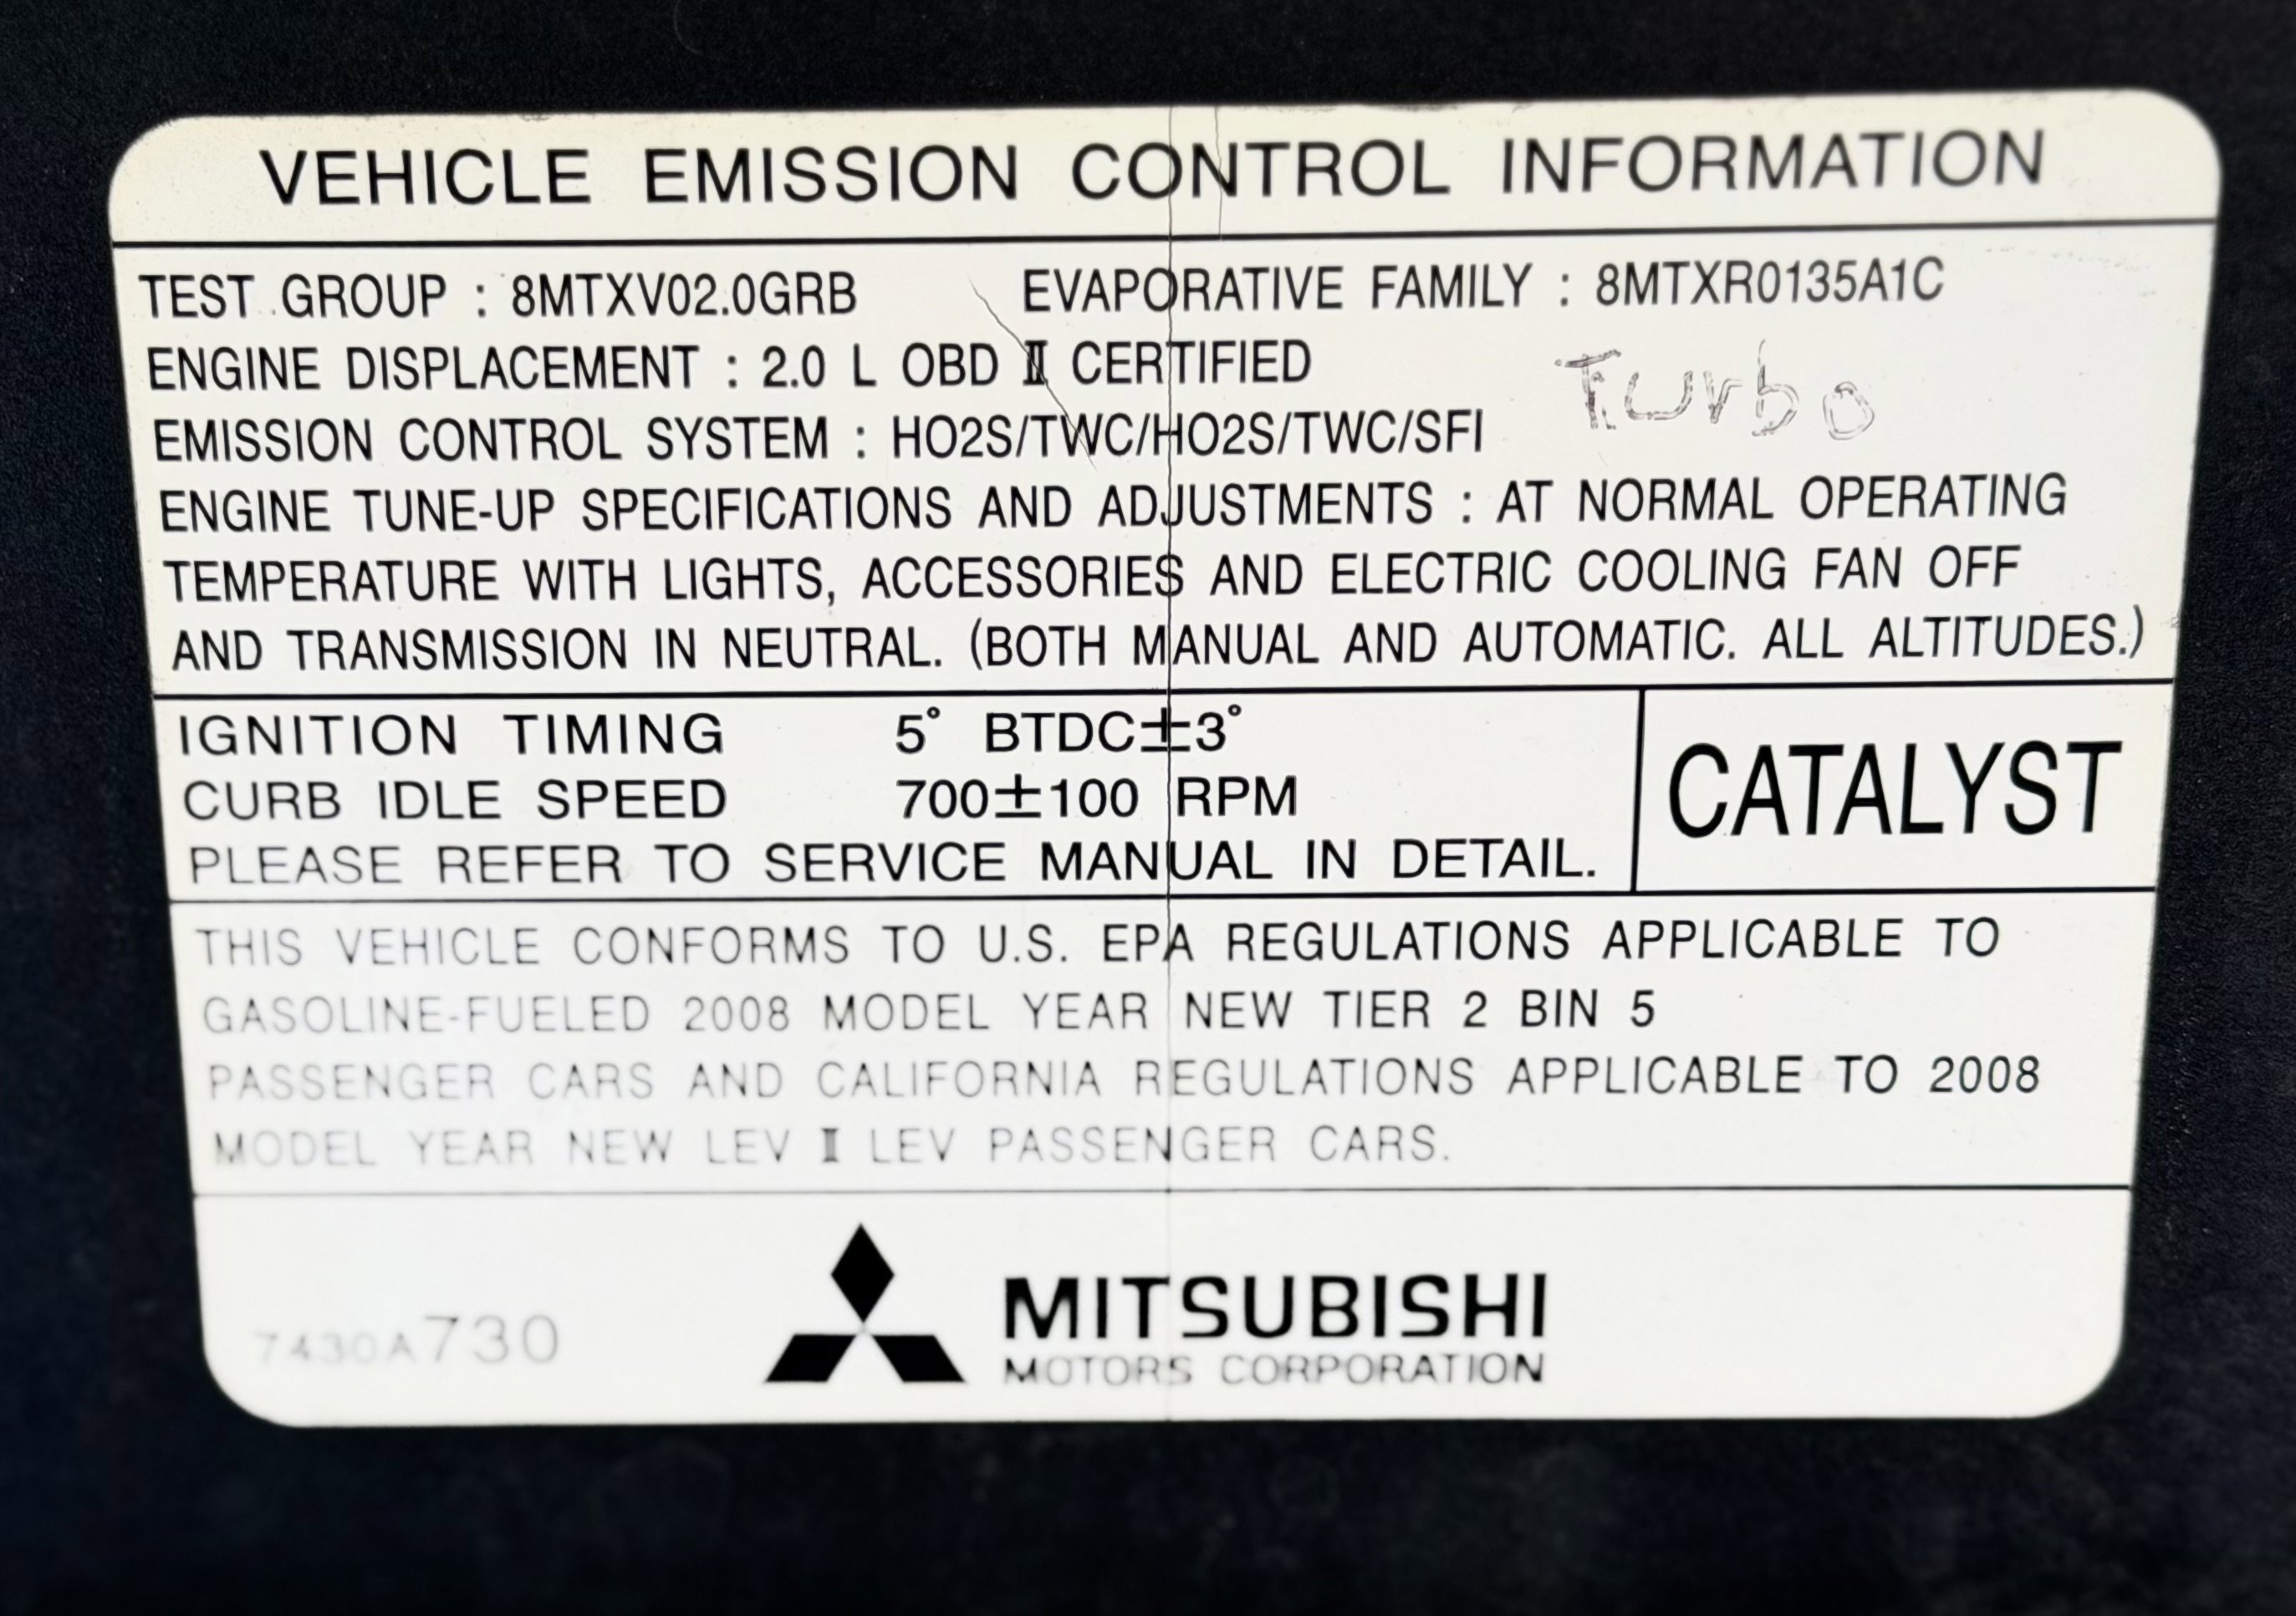 VEHICLE EMISSION CONTROL INFORMATION
TEST GROUP : 8MTXV02.0GRB EVAPORATIVE FAMILY : 8MTXR0135A1C
ENGINE DISPLACEMENT : 2.0 L OBD II CERTIFIED
Turbo
EMISSION CONTROL SYSTEM : HO2S/TWC/HO2S/TWC/SFI
ENGINE TUNE-UP SPECIFICATIONS AND ADJUSTMENTS : AT NORMAL OPERATING
TEMPERATURE WITH LIGHTS, ACCESSORIES AND ELECTRIC COOLING FAN OFF
AND TRANSMISSION IN NEUTRAL. (BOTH MANUAL AND AUTOMATIC. ALL ALTITUDES.)
IGNITION TIMING 5° BTDC±3°
CURB IDLE SPEED 700±100 RPM
PLEASE REFER TO SERVICE MANUAL IN DETAIL.
CATALYST
THIS VEHICLE CONFORMS TO U.S. EPA REGULATIONS APPLICABLE TO
GASOLINE-FUELED 2008 MODEL YEAR NEW TIER 2 BIN 5
PASSENGER CARS AND CALIFORNIA REGULATIONS APPLICABLE TO 2008
MODEL YEAR NEW LEV II LEV PASSENGER CARS.
7430A730
MITSUBISHI
MOTORS CORPORATION